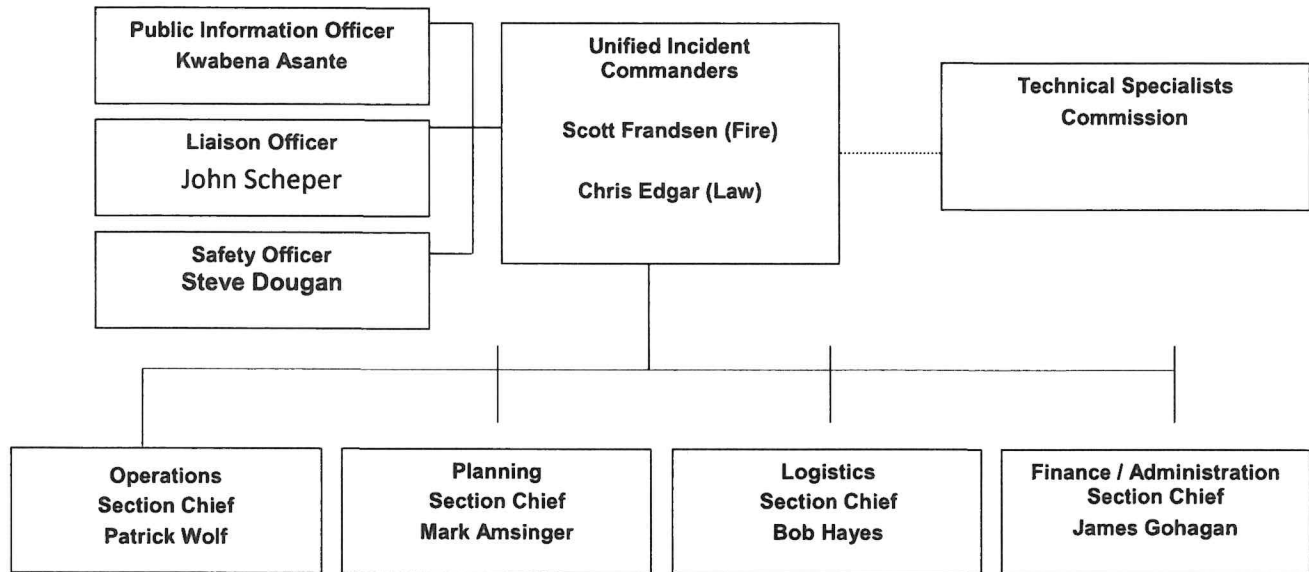 Public Information Officer
Kwabena Asante
Liaison Officer
John Scheper
Safety Officer
Steve Dougan
Unified Incident
Commanders
Scott Frandsen (Fire)
Chris Edgar (Law)
Technical Specialists
Commission
Operations
Section Chief
Patrick Wolf
Planning
Section Chief
Mark Amsinger
Logistics
Section Chief
Bob Hayes
Finance / Administration
Section Chief
James Gohagan